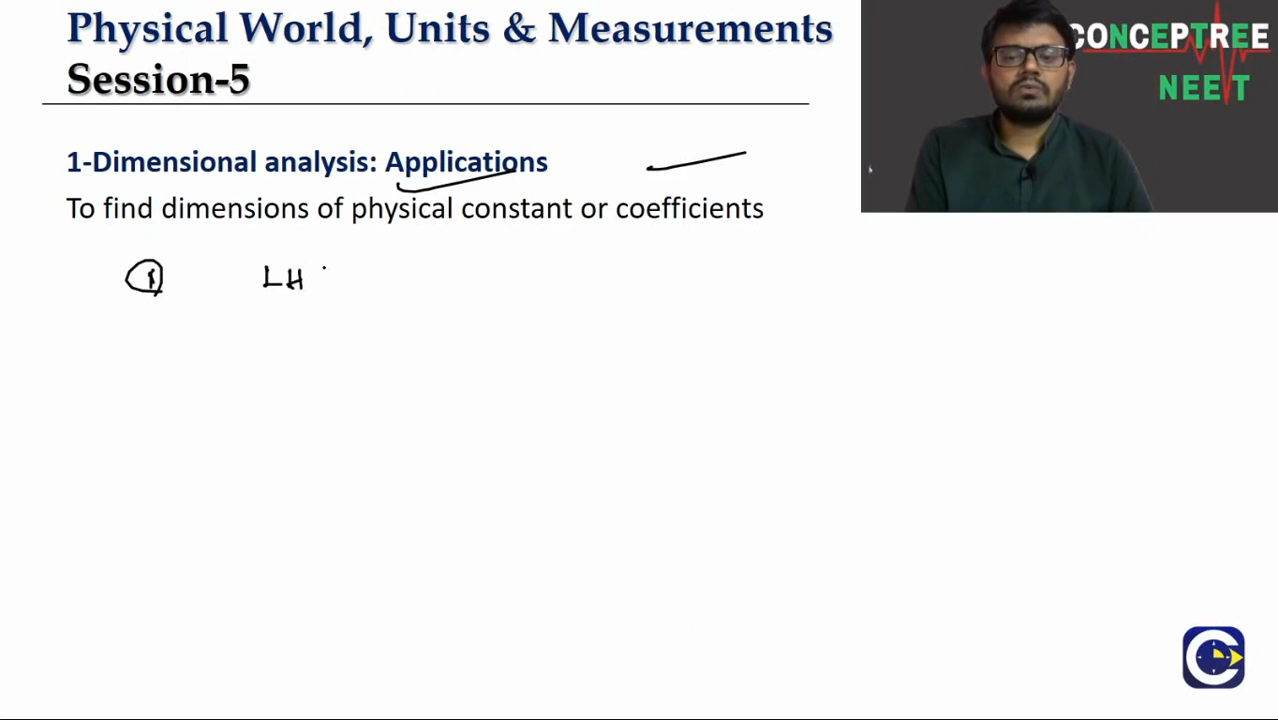 Physical World, Units & Measurements
Session-5
CONCEPTREE
NEET
1-Dimensional analysis: Applications
To find dimensions of physical constant or coefficients
1 LH